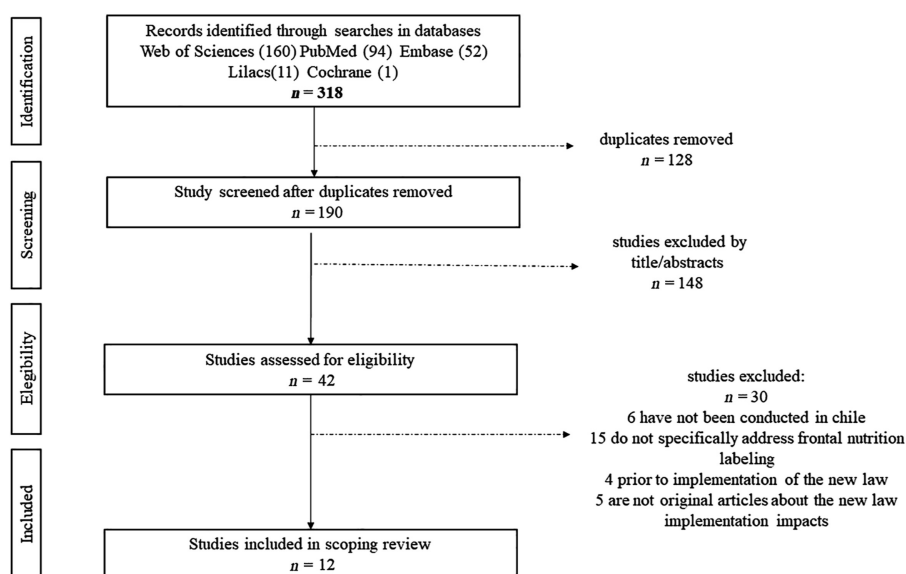 Identification
Records identified through searches in databases
Web of Sciences (160) PubMed (94) Embase (52)
Lilacs(11) Cochrane (1)
n = 318
duplicates removed
n = 128
Screening
Study screened after duplicates removed
n = 190
studies excluded by
title/abstracts
n = 148
Elegibility
Studies assessed for eligibility
n = 42
studies excluded:
n = 30
6 have not been conducted in chile
15 do not specifically address frontal nutrition
labeling
4 prior to implementation of the new law
5 are not original articles about the new law
implementation impacts
Included
Studies included in scoping review
n = 12